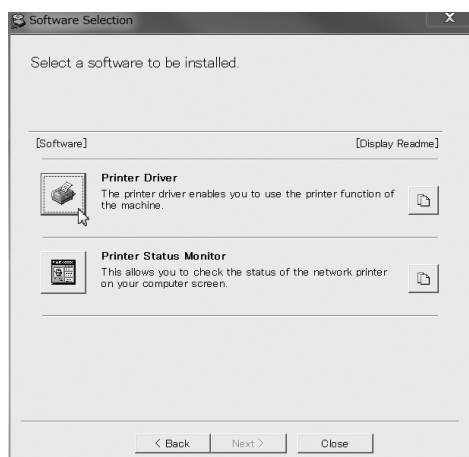 Software Selection
X
Select a software to be installed.
[Software] [Display Readme]
Printer Driver
The printer driver enables you to use the printer function of
the machine.
Printer Status Monitor
This allows you to check the status of the network printer
on your computer screen.
< Back Next > Close